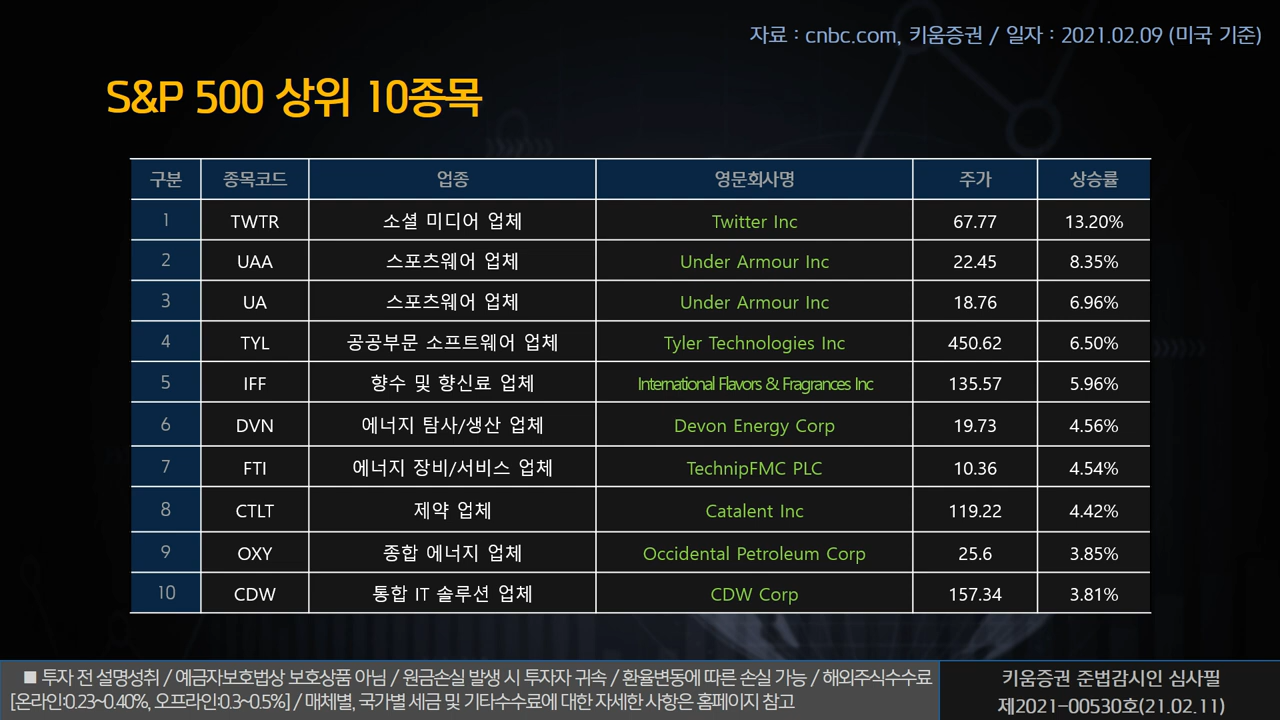 자료 : cnbc.com, 키움증권 / 일자 : 2021.02.09 (미국 기준)
S&P 500 상위 10종목
구분 종목코드 업종 영문회사명 주가 상승률
1 TWTR 소셜 미디어 업체 Twitter Inc 67.77 13.20%
2 UAA 스포츠웨어 업체 Under Armour Inc 22.45 8.35%
3 UA 스포츠웨어 업체 Under Armour Inc 18.76 6.96%
4 TYL 공공부문 소프트웨어 업체 Tyler Technologies Inc 450.62 6.50%
5 IFF 향수 및 향신료 업체 International Flavors & Fragrances Inc 135.57 5.96%
6 DVN 에너지 탐사/생산 업체 Devon Energy Corp 19.73 4.56%
7 FTI 에너지 장비/서비스 업체 TechnipFMC PLC 10.36 4.54%
8 CTLT 제약 업체 Catalent Inc 119.22 4.42%
9 OXY 종합 에너지 업체 Occidental Petroleum Corp 25.6 3.85%
10 CDW 통합 IT 솔루션 업체 CDW Corp 157.34 3.81%
■ 투자 전 설명성취 / 예금자보호법상 보호상품 아님 / 원금손실 발생 시 투자자 귀속 / 환율변동에 따른 손실 가능 / 해외주식수수료
[온라인:0.23~0.40%, 오프라인:0.3~0.5%] / 매체별, 국가별 세금 및 기타수수료에 대한 자세한 사항은 홈페이지 참고
키움증권 준법감시인 심사필
제2021-00530호(21.02.11)